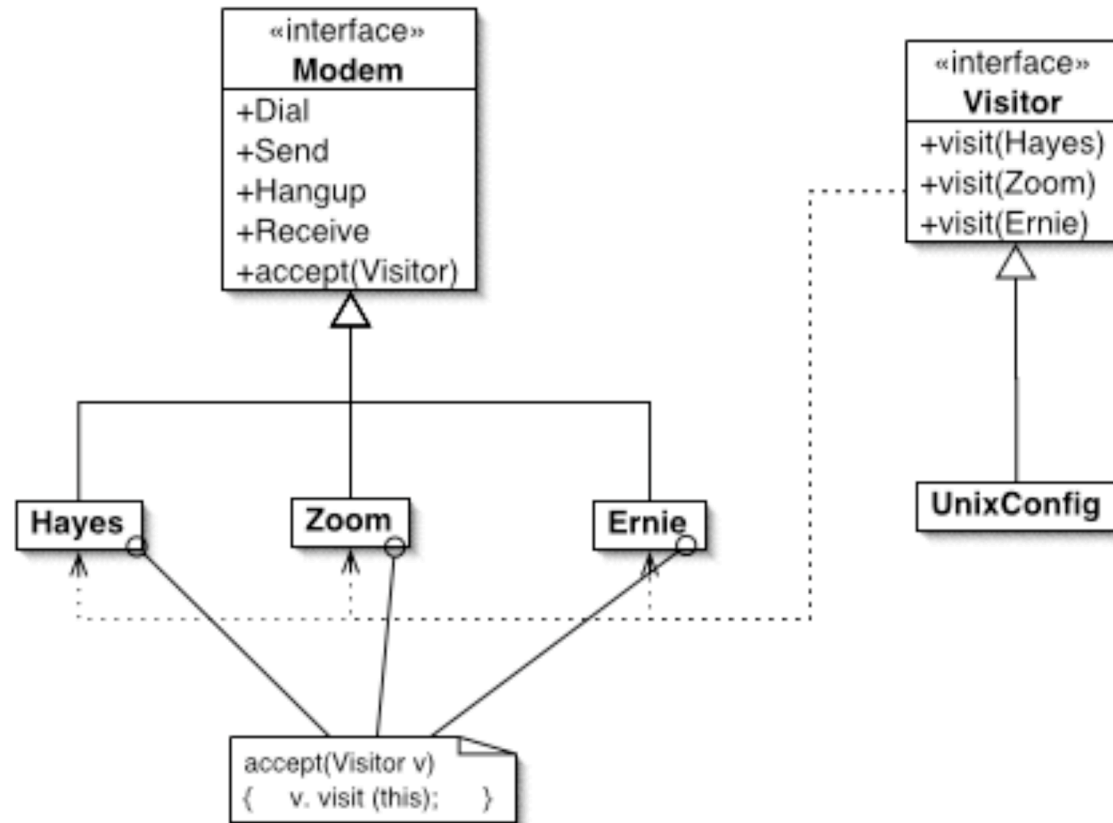 «interface»
Modem
+Dial
+Send
+Hangup
+Receive
+accept(Visitor)
«interface»
Visitor
+visit(Hayes)
+visit(Zoom)
+visit(Ernie)
Hayes
Zoom
Ernie
UnixConfig
accept(Visitor v)
{ v. visit (this); }